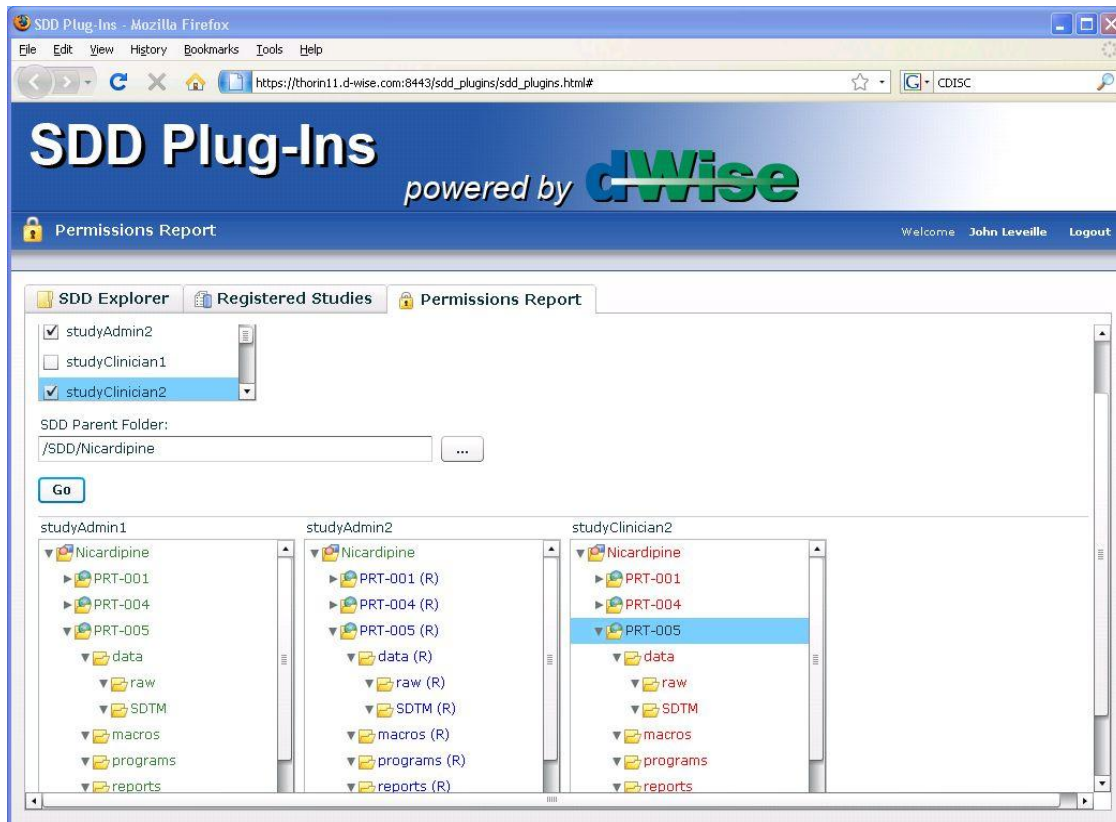 SDD Plug-Ins - Mozilla Firefox
File Edit View History Bookmarks Tools Help
https://thorin11.d-wise.com:8443/sdd_plugins/sdd_plugins.html# G CDISC
SDD Plug-Ins
powered by dWise
Permissions Report Welcome John Leveille Logout
SDD Explorer Registered Studies Permissions Report
studyAdmin2
studyClinician1
studyClinician2
SDD Parent Folder:
/SDD/Nicardipine ...
Go
studyAdmin1 studyAdmin2 studyClinician2
Nicardipine Nicardipine Nicardipine
PRT-001 PRT-001 (R) PRT-001
PRT-004 PRT-004 (R) PRT-004
PRT-005 PRT-005 (R) PRT-005
data data (R) data
raw raw (R) raw
SDTM SDTM (R) SDTM
macros macros (R) macros
programs programs (R) programs
reports reports (R) reports